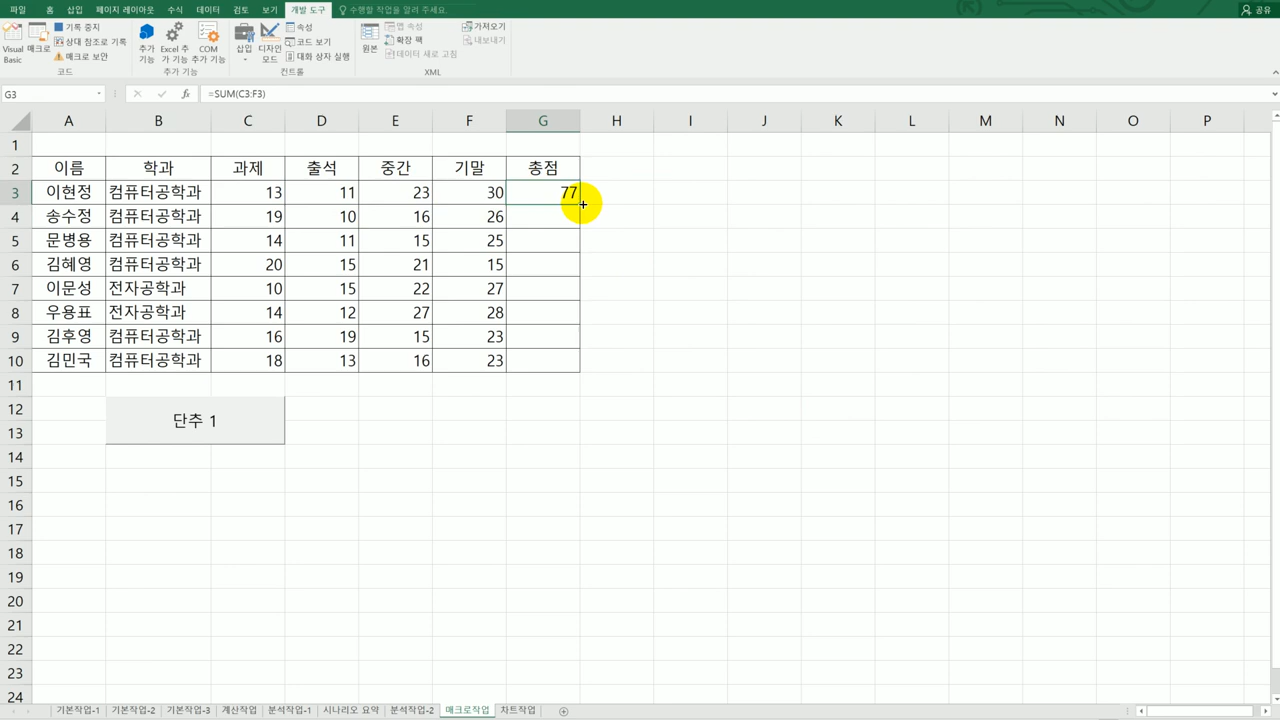 파일 홈 삽입 페이지 레이아웃 수식 데이터 검토 보기 개발 도구 수행할 작업을 알려 주세요. 공유
Visual Basic
매크로
기록 중지
상대 참조로 기록
매크로 보안
코드
추가 기능
Excel 추가 기능
COM 추가 기능
추가 기능
삽입
디자인 모드
속성
코드 보기
대화 상자 실행
컨트롤
원본
맵 속성
확장 팩
데이터 새로 고침
가져오기
내보내기
XML
G3 fx =SUM(C3:F3)
A B C D E F G H I J K L M N O P
1
2 이름 학과 과제 출석 중간 기말 총점
3 이현정 컴퓨터공학과 13 11 23 30 77
4 송수정 컴퓨터공학과 19 10 16 26
5 문병용 컴퓨터공학과 14 11 15 25
6 김혜영 컴퓨터공학과 20 15 21 15
7 이문성 전자공학과 10 15 22 27
8 우용표 전자공학과 14 12 27 28
9 김후영 컴퓨터공학과 16 19 15 23
10 김민국 컴퓨터공학과 18 13 16 23
11
12
단추 1
13
14
15
16
17
18
19
20
21
22
23
24
기본작업-1 기본작업-2 기본작업-3 계산작업 분석작업-1 시나리오 요약 분석작업-2 매크로작업 차트작업